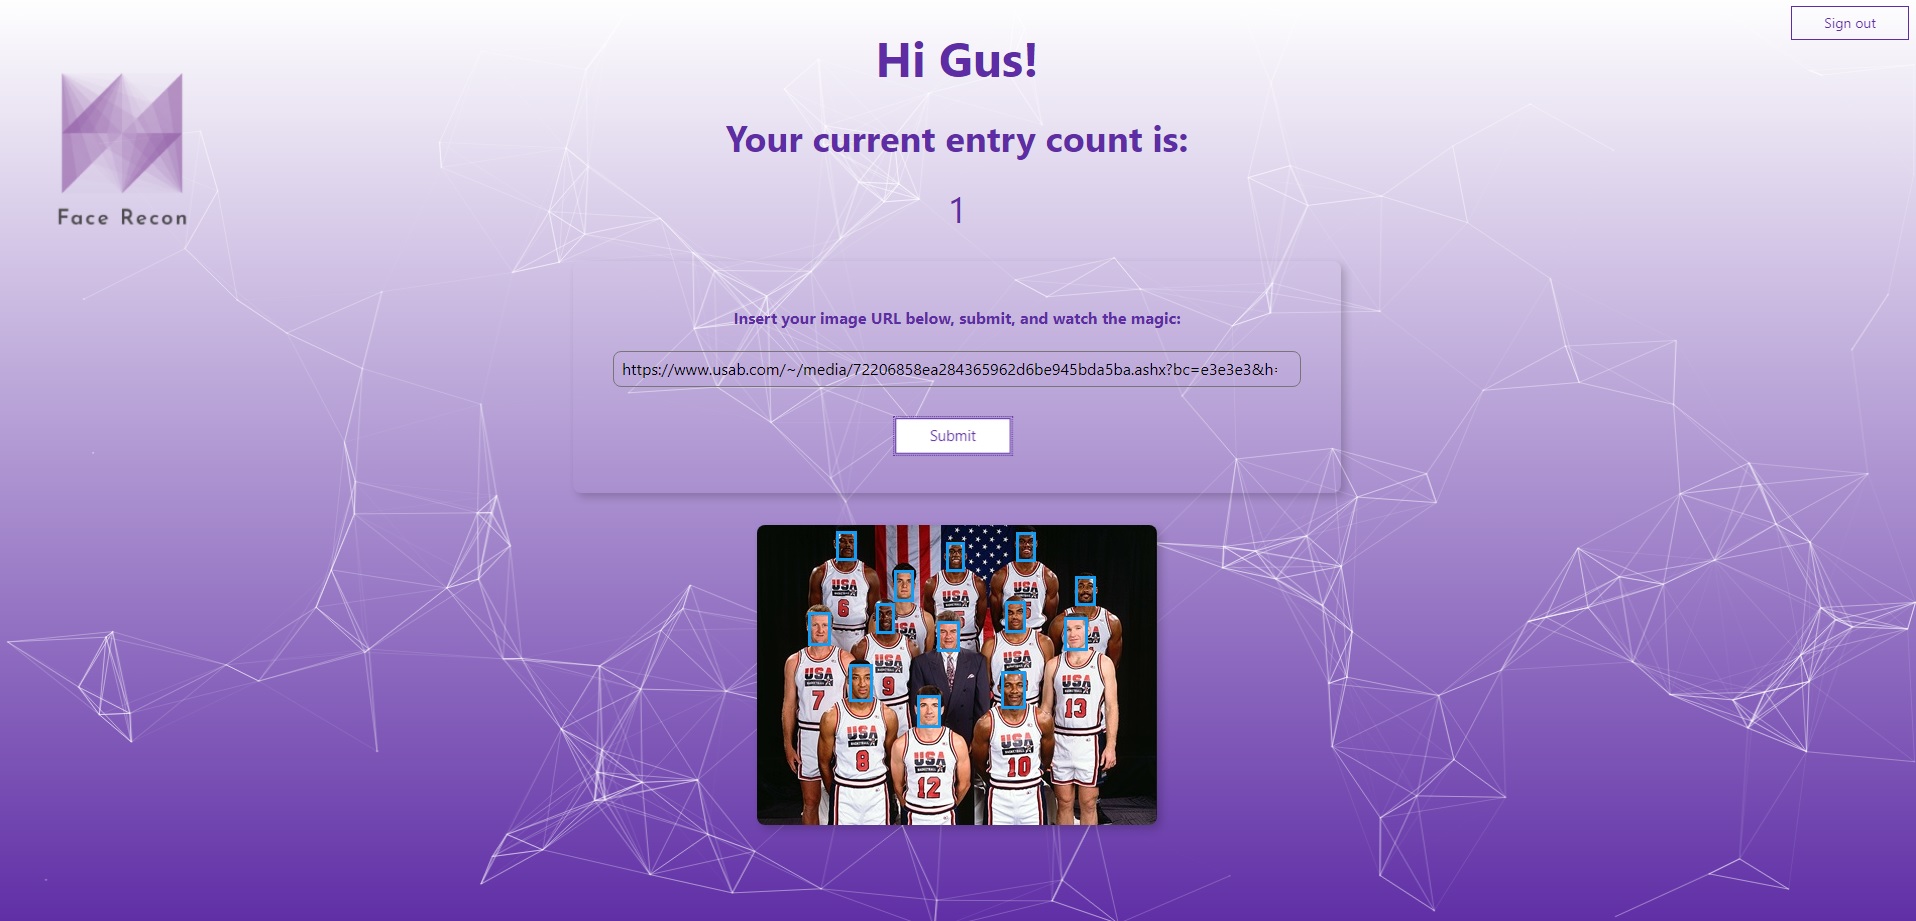 Sign out
Hi Gus!
Face Recon
Your current entry count is:
1
Insert your image URL below, submit, and watch the magic:
https://www.usab.com/~/media/72206858ea284365962d6be945bda5ba.ashx?bc=e3e3e3&h=
Submit
USA
6
USA
USA
USA
USA
7
USA
9
USA
USA
13
USA
8
USA
12
USA
10